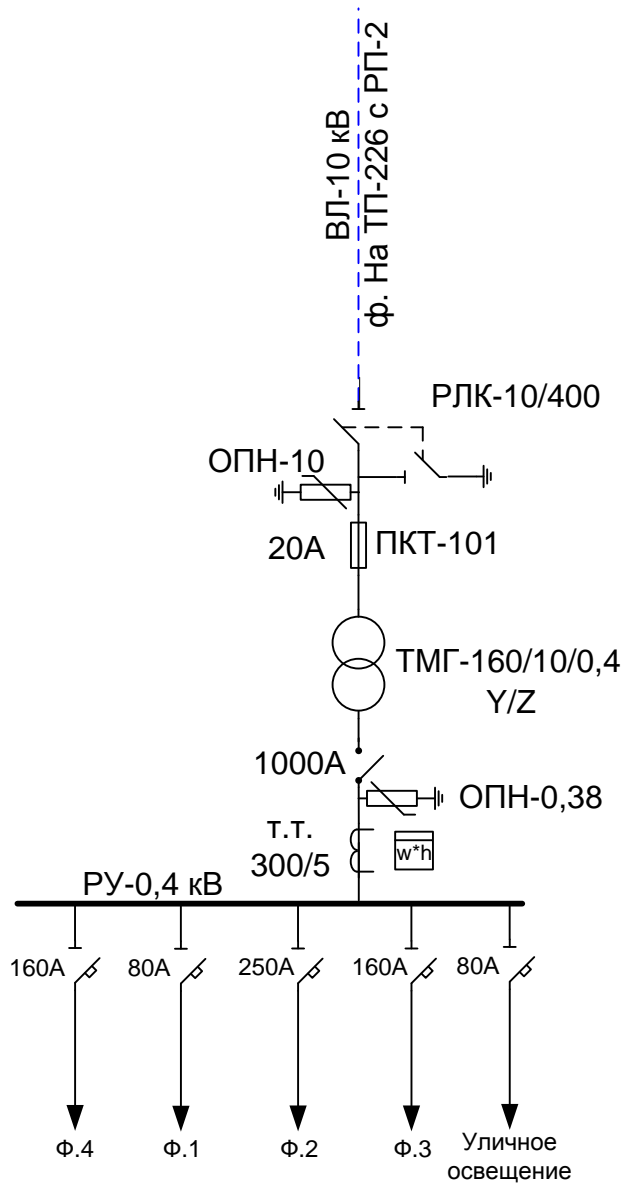 ВЛ-10 кВ
ф. На ТП-226 с РП-2
РЛК-10/400
ОПН-10
20А
ПКТ-101
ТМГ-160/10/0,4
Y/Z
1000А
ОПН-0,38
т.т.
300/5
w*h
РУ-0,4 кВ
160А
80А
250А
160А
80А
Ф.4
Ф.1
Ф.2
Ф.3
Уличное
освещение